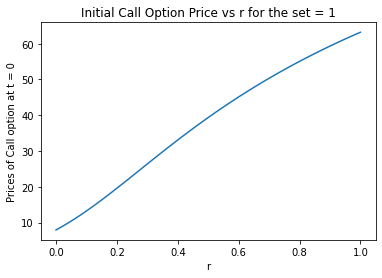 Initial Call Option Price vs r for the set = 1
Prices of Call option at t = 0
60
50
40
30
20
10
0.0 0.2 0.4 0.6 0.8 1.0
r